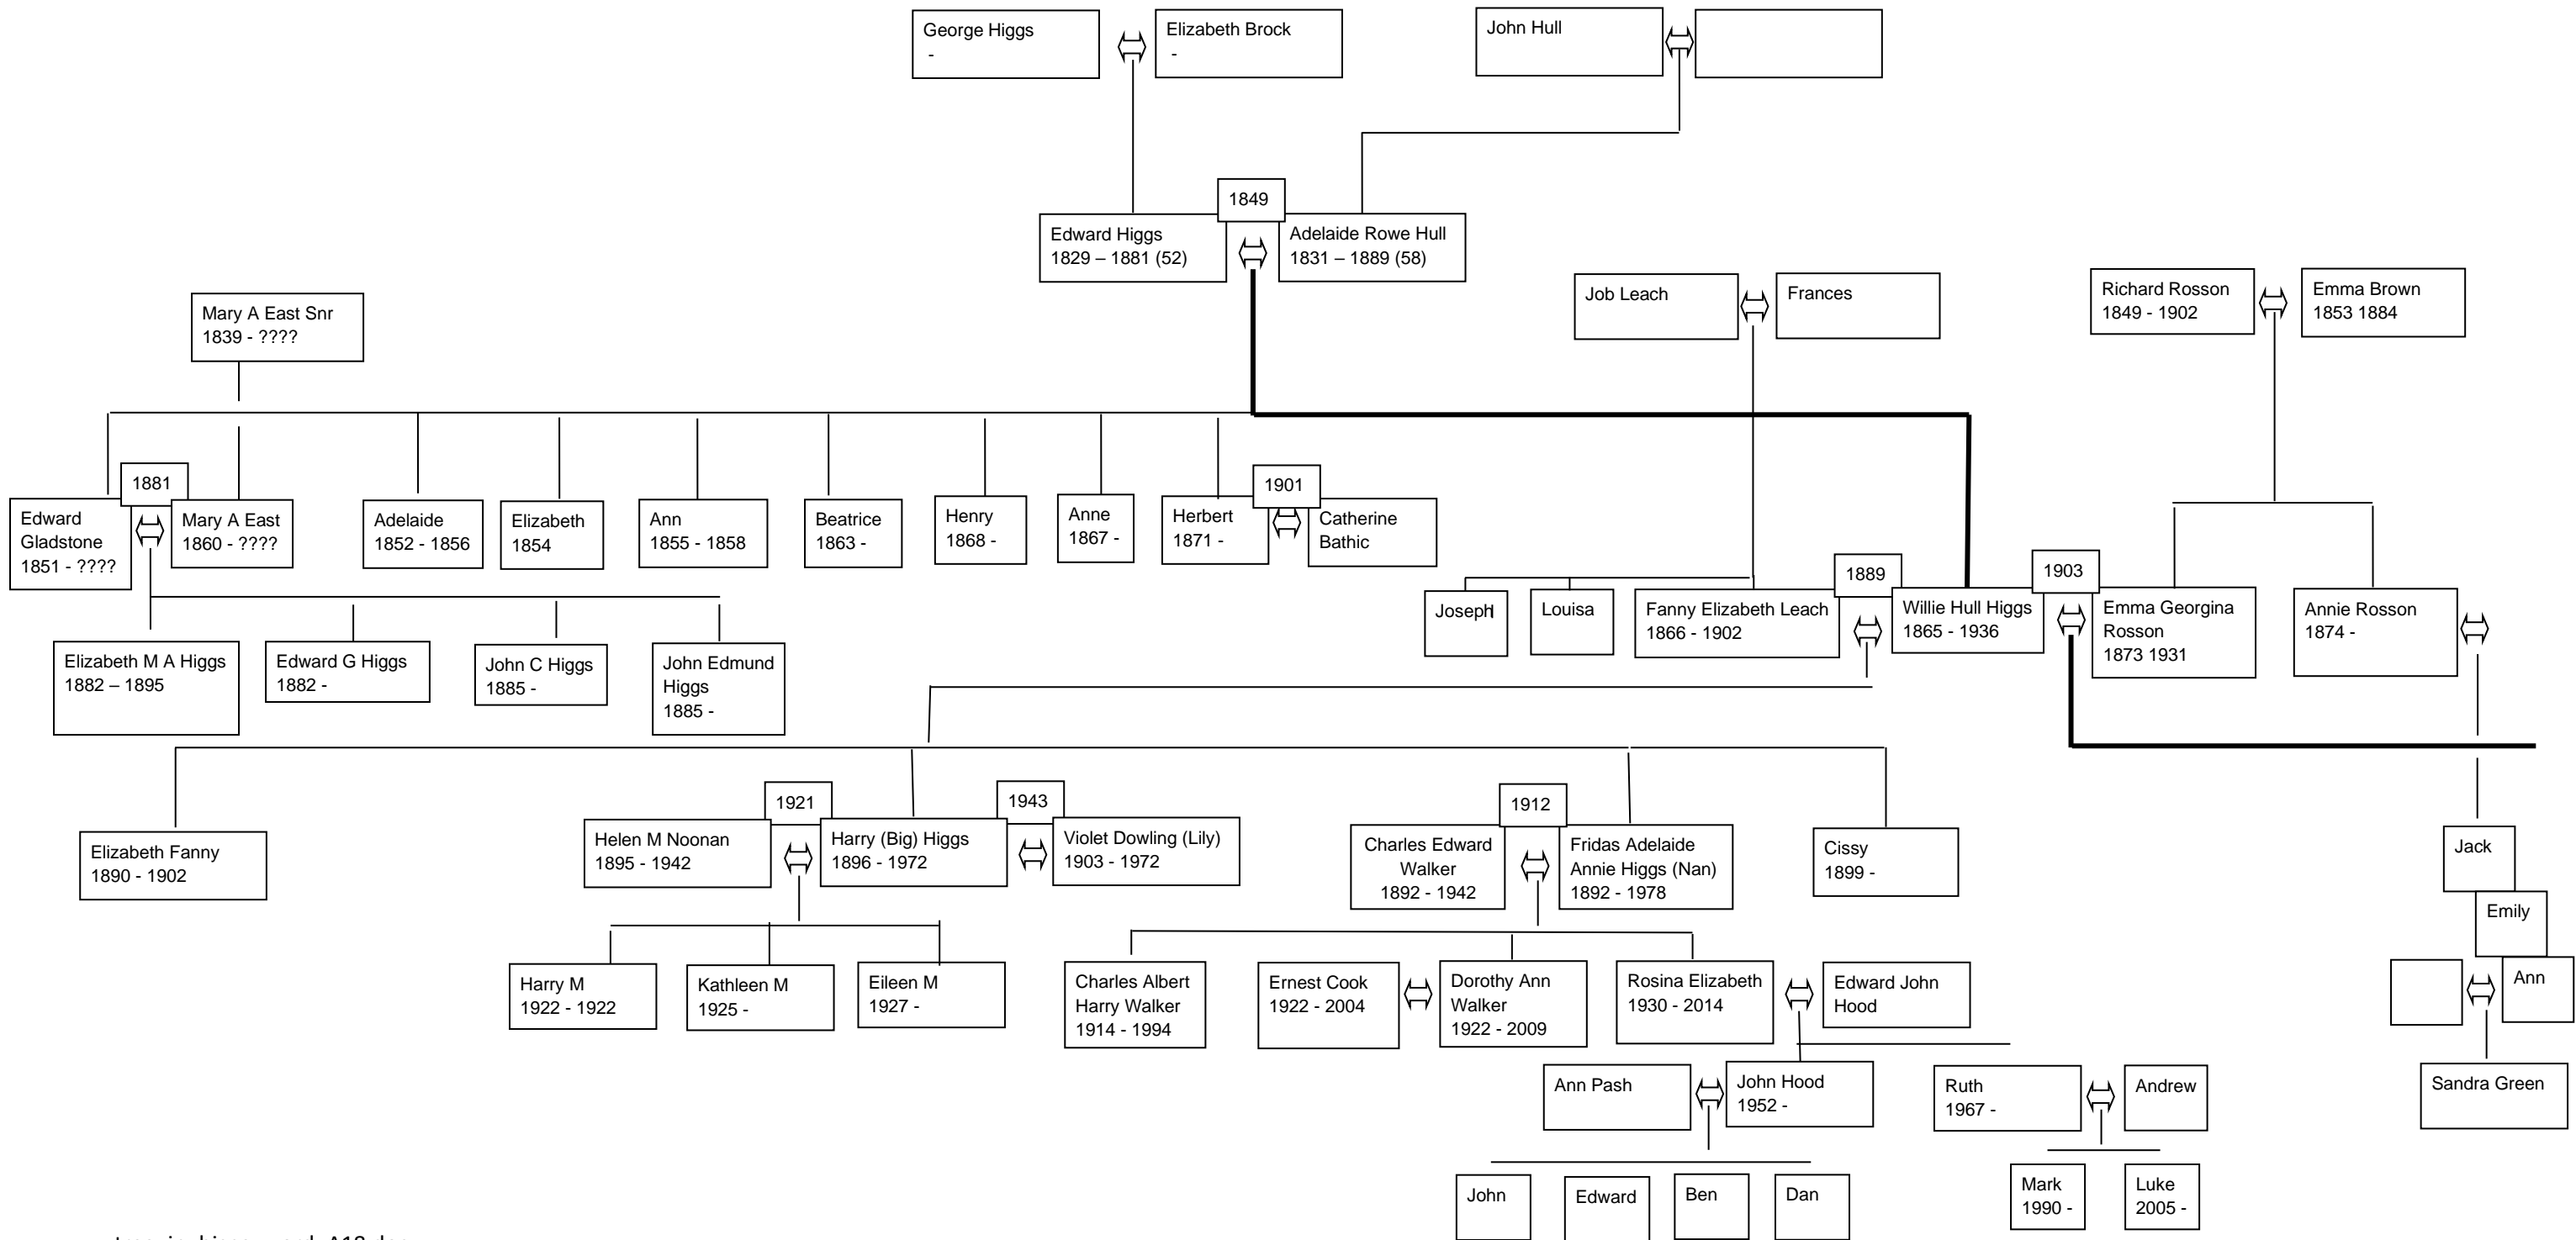 George Higgs
-
Elizabeth Brock
-
John Hull
1849
Edward Higgs
1829 – 1881 (52)
Adelaide Rowe Hull
1831 – 1889 (58)
Job Leach
Frances
Richard Rosson
1849 - 1902
Emma Brown
1853 1884
Mary A East Snr
1839 - ????
1881
Edward
Gladstone
1851 - ????
Mary A East
1860 - ????
Adelaide
1852 - 1856
Elizabeth
1854
Ann
1855 - 1858
Beatrice
1863 -
Henry
1868 -
Anne
1867 -
Herbert
1871 -
1901
Catherine
Bathic
Joseph
Louisa
Fanny Elizabeth Leach
1866 - 1902
1889
Willie Hull Higgs
1865 - 1936
1903
Emma Georgina
Rosson
1873 1931
Annie Rosson
1874 -
Elizabeth M A Higgs
1882 – 1895
Edward G Higgs
1882 -
John C Higgs
1885 -
John Edmund
Higgs
1885 -
Elizabeth Fanny
1890 - 1902
Helen M Noonan
1895 - 1942
1921
Harry (Big) Higgs
1896 - 1972
1943
Violet Dowling (Lily)
1903 - 1972
Charles Edward
Walker
1892 - 1942
1912
Fridas Adelaide
Annie Higgs (Nan)
1892 - 1978
Cissy
1899 -
Jack
Emily
Ann
Harry M
1922 - 1922
Kathleen M
1925 -
Eileen M
1927 -
Charles Albert
Harry Walker
1914 - 1994
Ernest Cook
1922 - 2004
Dorothy Ann
Walker
1922 - 2009
Rosina Elizabeth
1930 - 2014
Edward John
Hood
Ann Pash
John Hood
1952 -
Ruth
1967 -
Andrew
Sandra Green
John
Edward
Ben
Dan
Mark
1990 -
Luke
2005 -